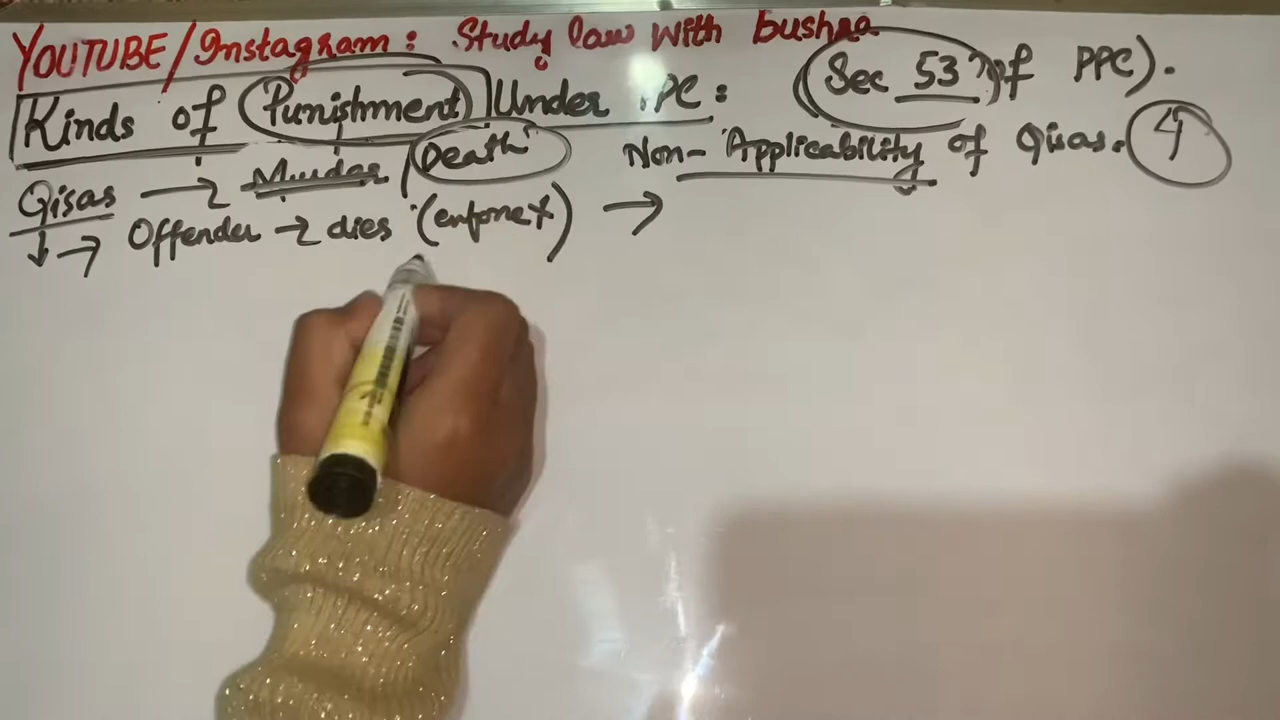 YOUTUBE/Instagram: Study law with bushra
Kinds of Punishment Under PPC: (Sec 53 of PPC).
Qisas → Murder / Death Non-Applicability of Qisas. 4
↓ → Offender → dies (enforce X) →